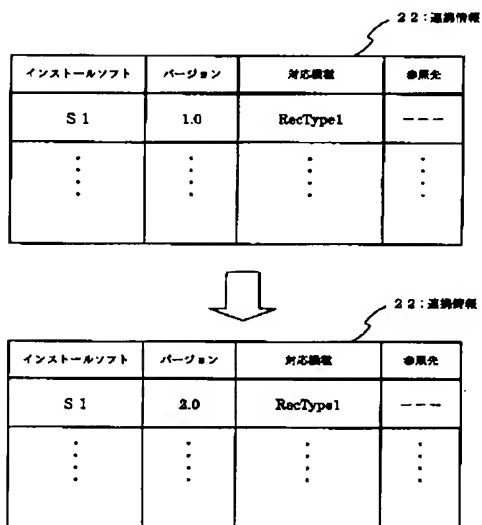 22:連携情報
インストールソフト バージョン 対応機種 参照先
S1 1.0 RecType1 ---
22:連携情報
インストールソフト バージョン 対応機種 参照先
S1 2.0 RecType1 ---